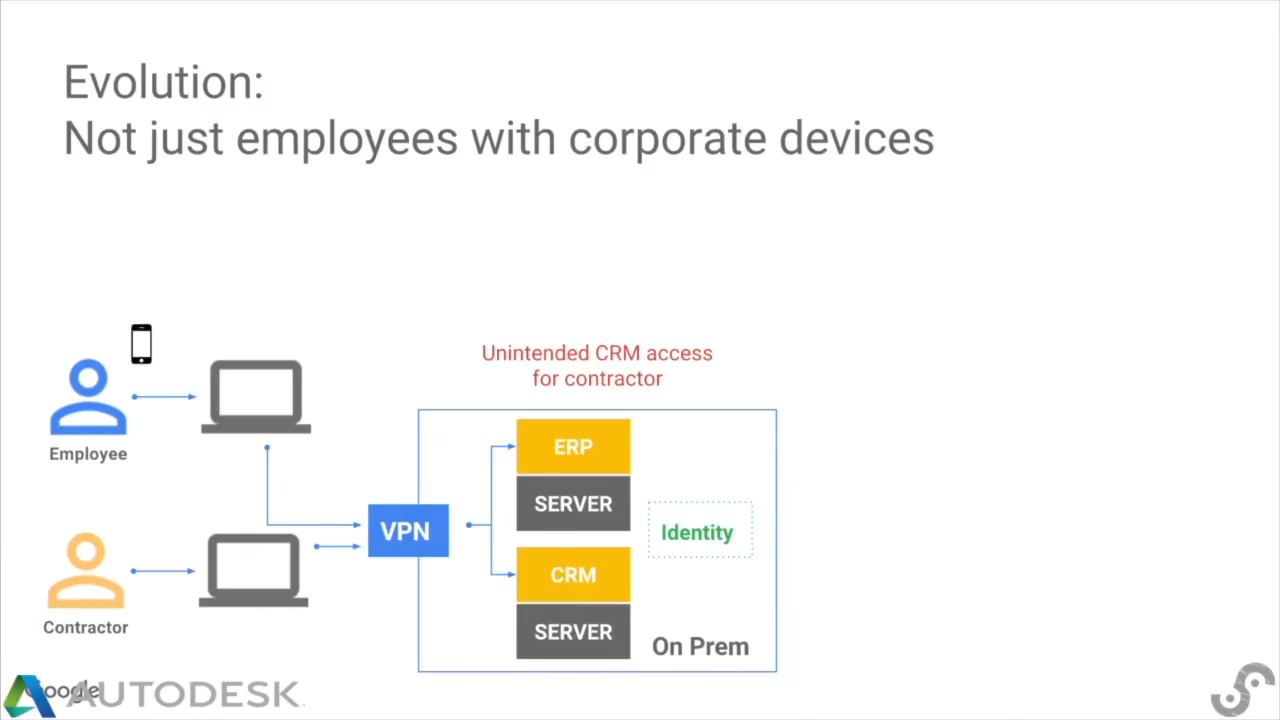 Evolution:
Not just employees with corporate devices
Unintended CRM access
for contractor
Employee
ERP
SERVER
VPN
Identity
CRM
Contractor
SERVER
On Prem
Google
AUTODESK.